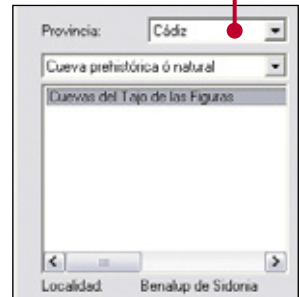 Provincia: Cádiz
Cueva prehistórica ó natural
Cuevas del Tajo de las Figuras
Localidad: Benalup de Sidonia